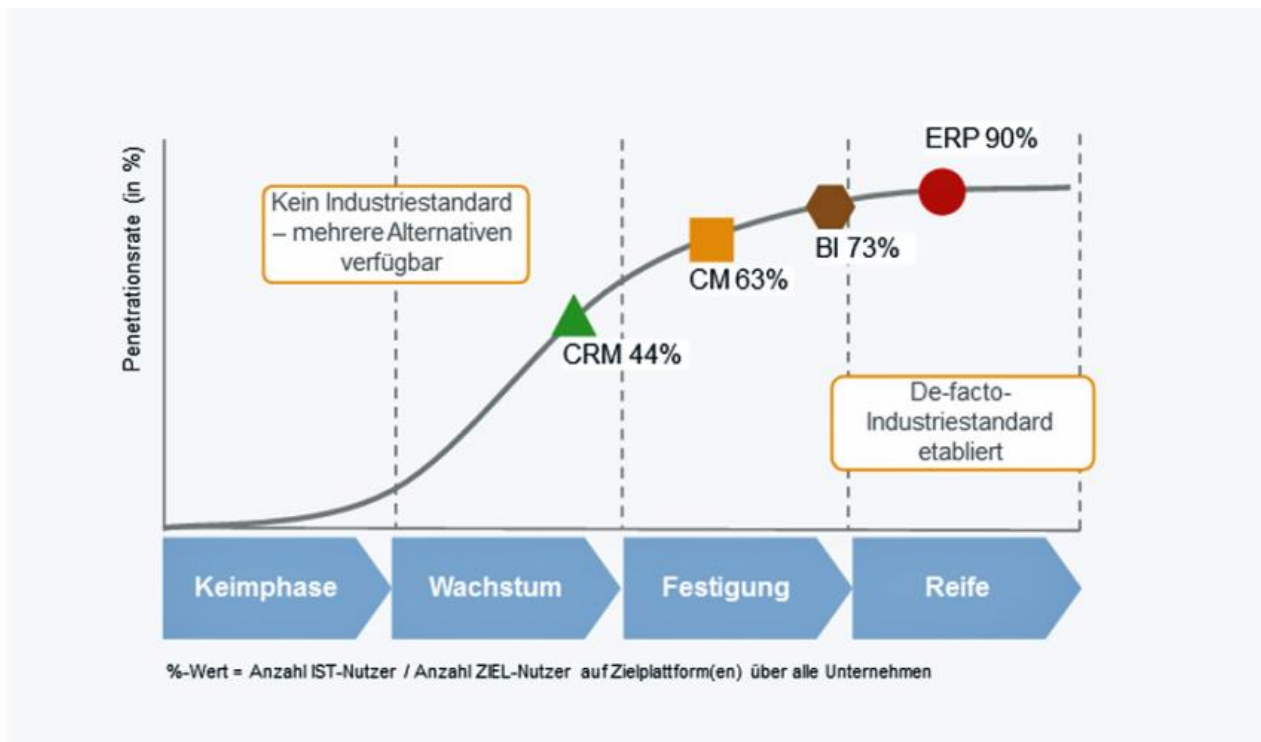 ERP 90%
Penetrationsrate (in %)
Kein Industriestandard
– mehrere Alternativen
verfügbar
BI 73%
CM 63%
CRM 44%
De-facto-
Industriestandard
etabliert
Keimphase
Wachstum
Festigung
Reife
%-Wert = Anzahl IST-Nutzer / Anzahl ZIEL-Nutzer auf Zielplattform(en) über alle Unternehmen